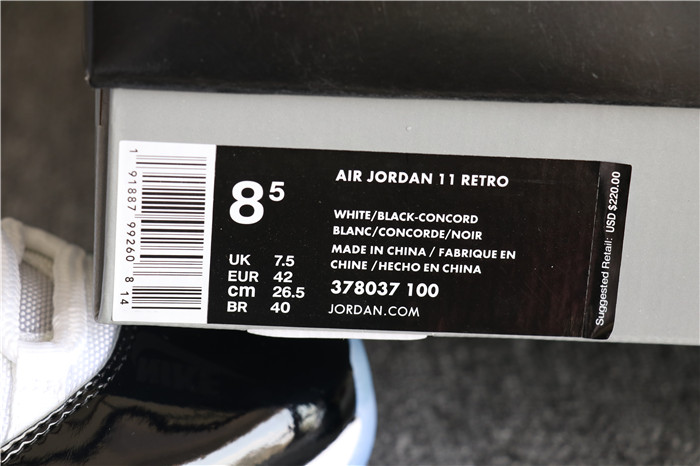 1 91887 99260 8 14
8⁵
UK 7.5
EUR 42
cm 26.5
BR 40
AIR JORDAN 11 RETRO
WHITE/BLACK-CONCORD
BLANC/CONCORDE/NOIR
MADE IN CHINA / FABRIQUE EN
CHINE /HECHO EN CHINA
378037 100
JORDAN.COM
Suggested Retail: USD $220.00